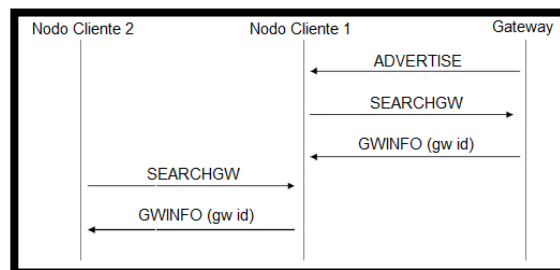 Nodo Cliente 2
Nodo Cliente 1
Gateway
ADVERTISE
SEARCHGW
GWINFO (gw id)
SEARCHGW
GWINFO (gw id)